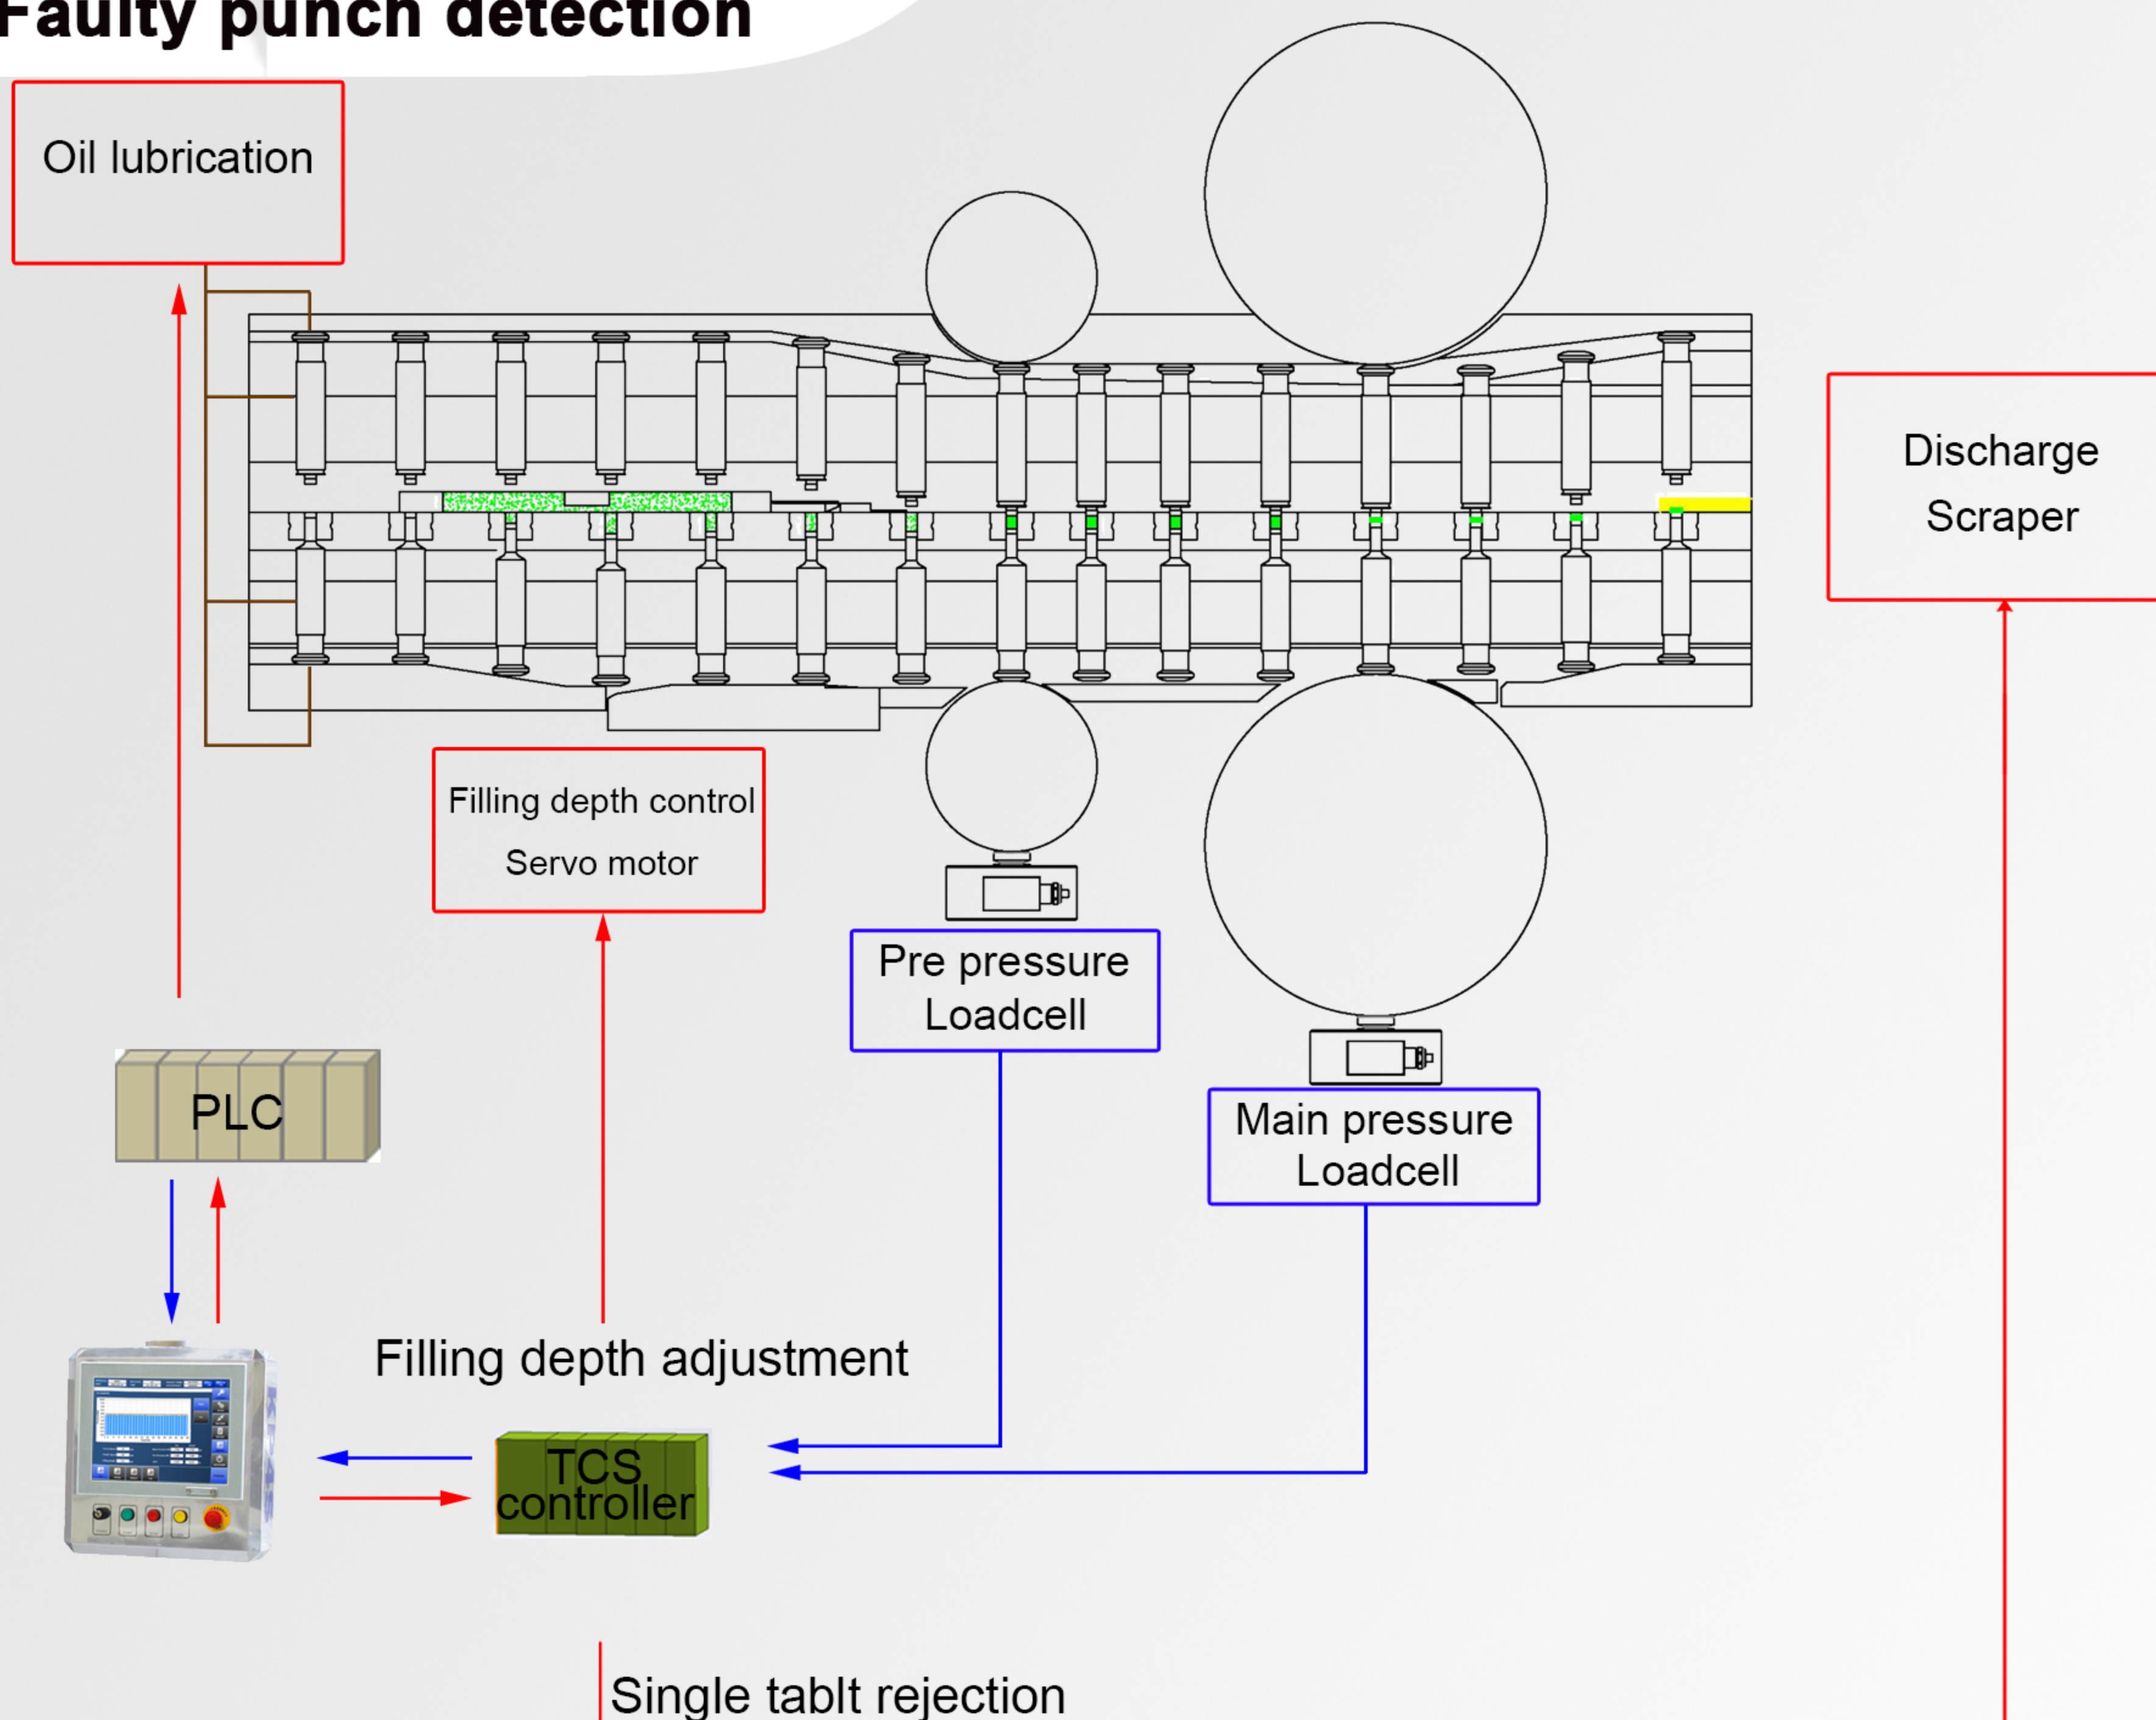 Faulty punch detection
Oil lubrication
Discharge
Scraper
Filling depth control
Servo motor
Pre pressure
Loadcell
Main pressure
Loadcell
PLC
Filling depth adjustment
TCS
controller
Single tablt rejection